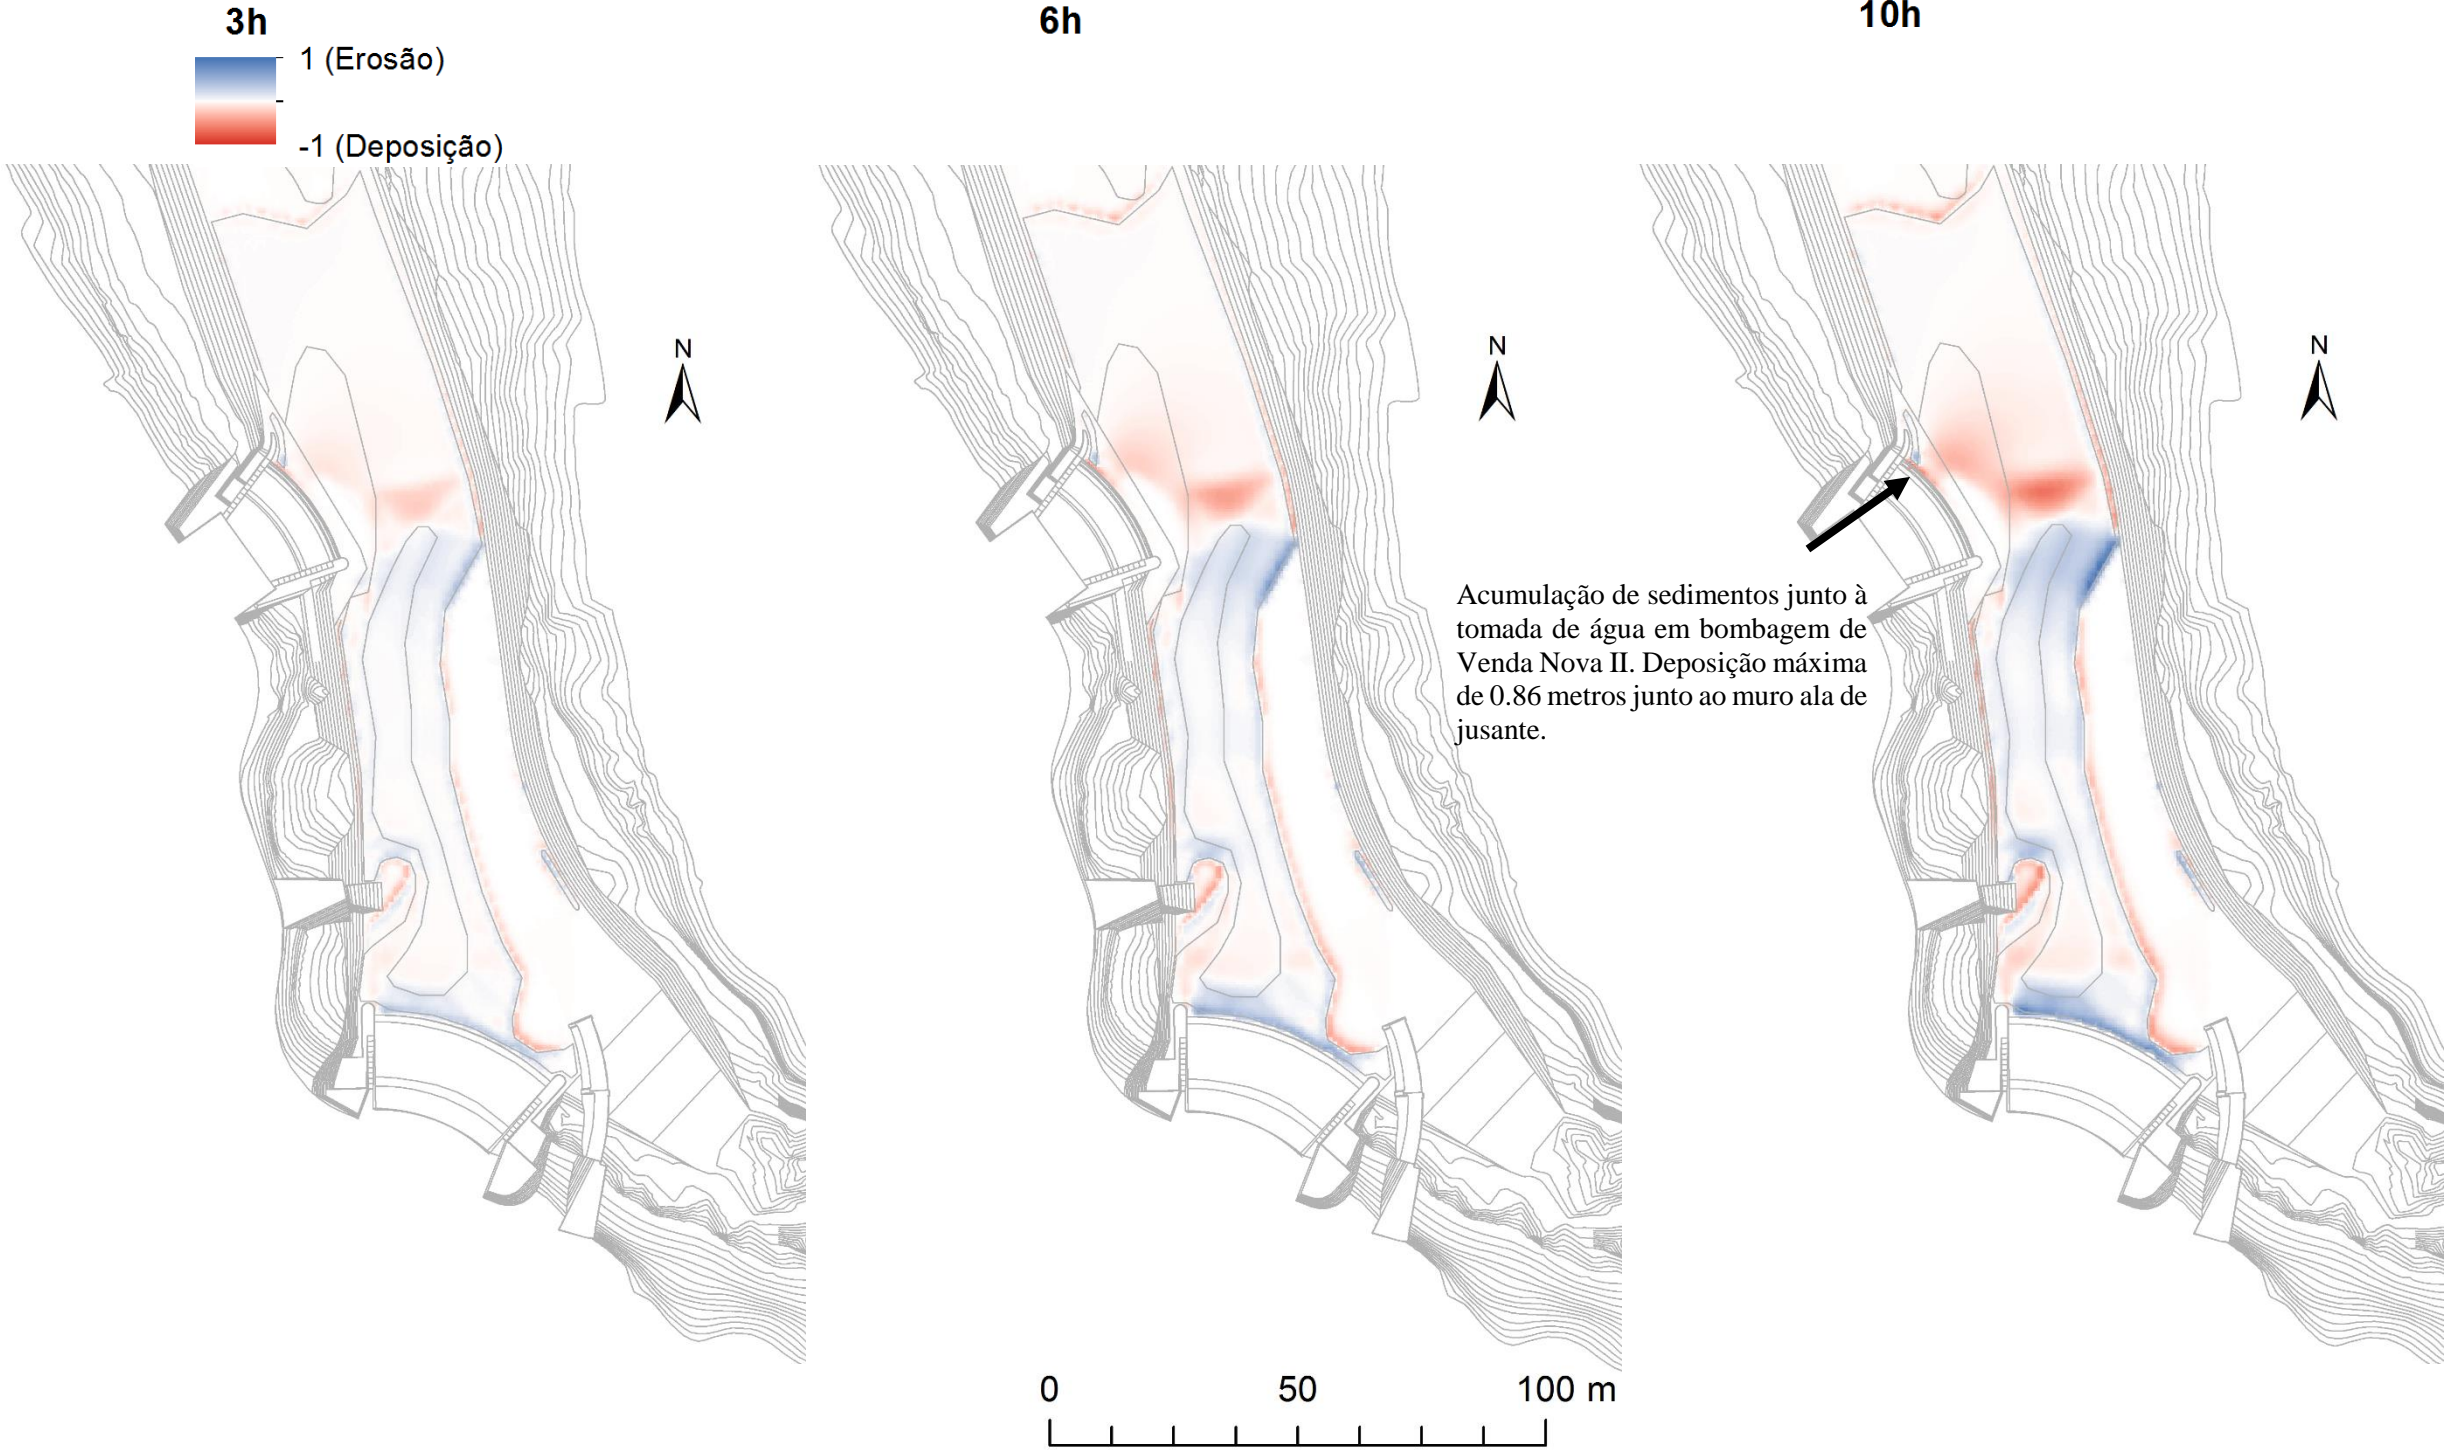 3h
6h
10h
1 (Erosão)
-1 (Deposição)
N
N
N
Acumulação de sedimentos junto à
tomada de água em bombagem de
Venda Nova II. Deposição máxima
de 0.86 metros junto ao muro ala de
jusante.
0 50 100 m